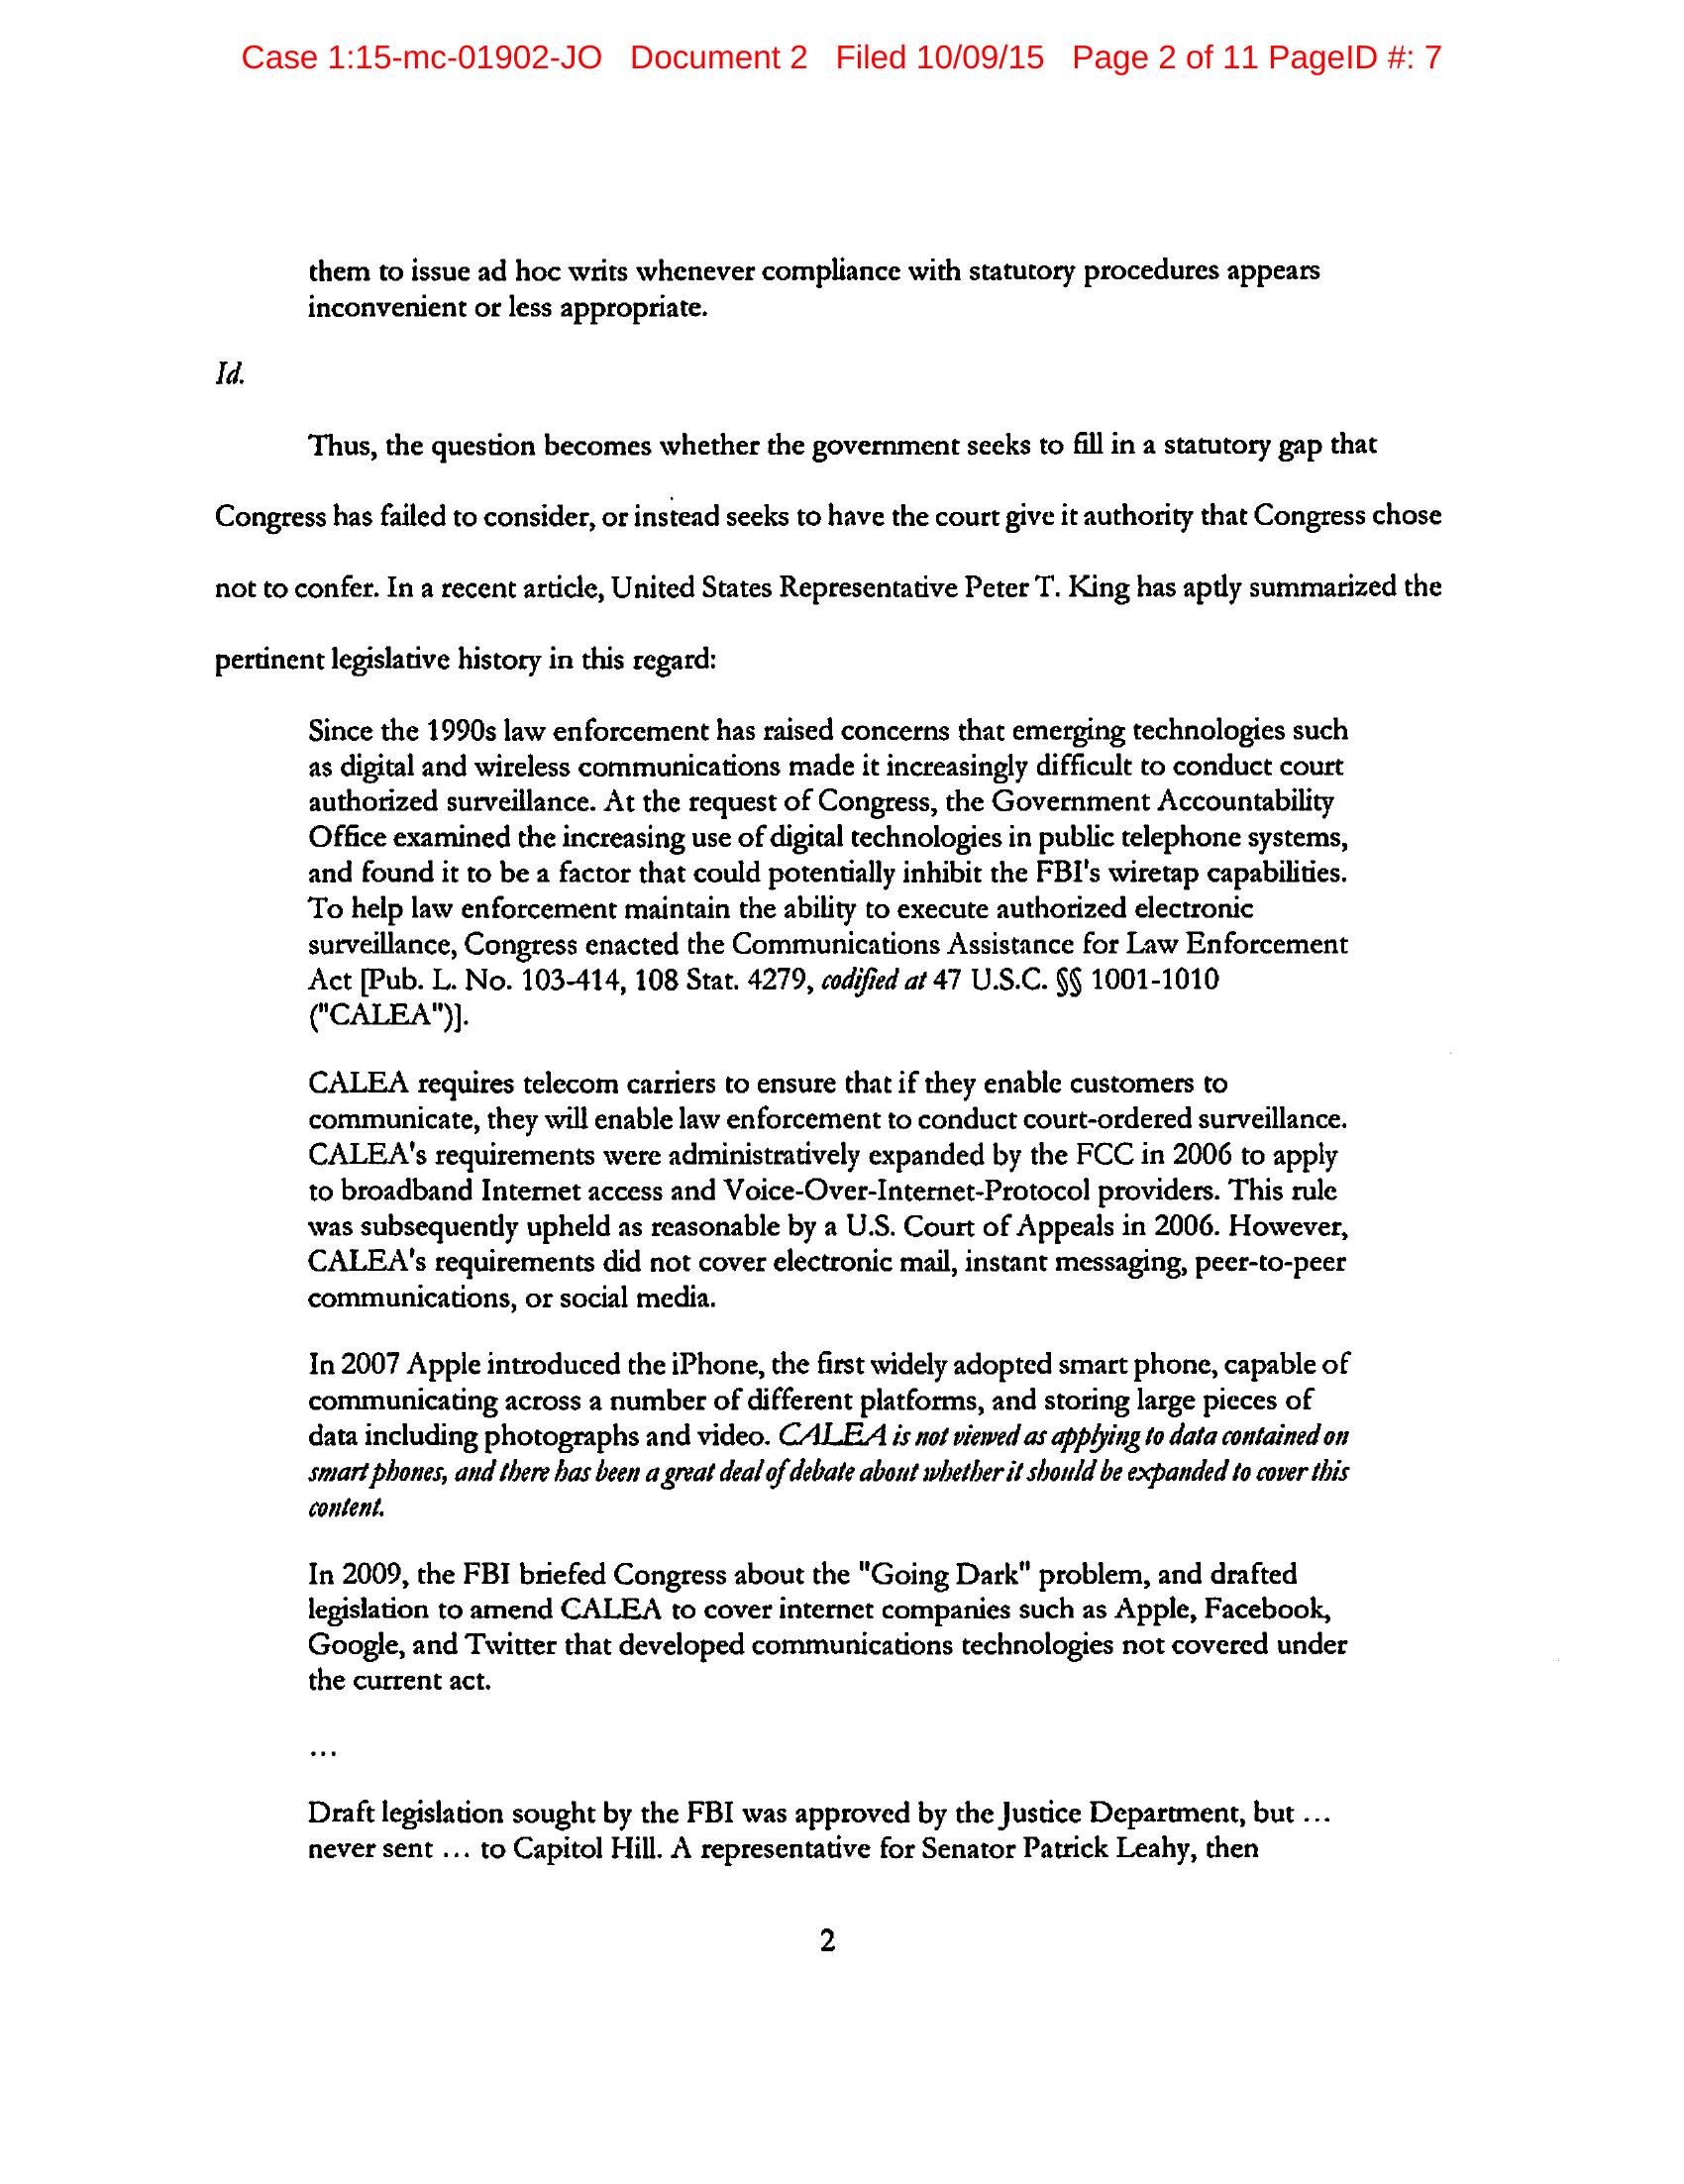 Case 1:15-mc-01902-JO Document 2 Filed 10/09/15 Page 2 of 11 PageID #: 7
them to issue ad hoc writs whenever compliance with statutory procedures appears
inconvenient or less appropriate.
Id.
Thus, the question becomes whether the government seeks to fill in a statutory gap that
Congress has failed to consider, or instead seeks to have the court give it authority that Congress chose
not to confer. In a recent article, United States Representative Peter T. King has aptly summarized the
pertinent legislative history in this regard:
Since the 1990s law enforcement has raised concerns that emerging technologies such
as digital and wireless communications made it increasingly difficult to conduct court
authorized surveillance. At the request of Congress, the Government Accountability
Office examined the increasing use of digital technologies in public telephone systems,
and found it to be a factor that could potentially inhibit the FBI's wiretap capabilities.
To help law enforcement maintain the ability to execute authorized electronic
surveillance, Congress enacted the Communications Assistance for Law Enforcement
Act [Pub. L. No. 103-414, 108 Stat. 4279, codified at 47 U.S.C. §§ 1001-1010
("CALEA")].
CALEA requires telecom carriers to ensure that if they enable customers to
communicate, they will enable law enforcement to conduct court-ordered surveillance.
CALEA's requirements were administratively expanded by the FCC in 2006 to apply
to broadband Internet access and Voice-Over-Internet-Protocol providers. This rule
was subsequently upheld as reasonable by a U.S. Court of Appeals in 2006. However,
CALEA's requirements did not cover electronic mail, instant messaging, peer-to-peer
communications, or social media.
In 2007 Apple introduced the iPhone, the first widely adopted smart phone, capable of
communicating across a number of different platforms, and storing large pieces of
data including photographs and video. CALEA is not viewed as applying to data contained on
smart phones, and there has been a great deal of debate about whether it should be expanded to cover this
content.
In 2009, the FBI briefed Congress about the "Going Dark" problem, and drafted
legislation to amend CALEA to cover internet companies such as Apple, Facebook,
Google, and Twitter that developed communications technologies not covered under
the current act.
...
Draft legislation sought by the FBI was approved by the Justice Department, but ...
never sent ... to Capitol Hill. A representative for Senator Patrick Leahy, then
2